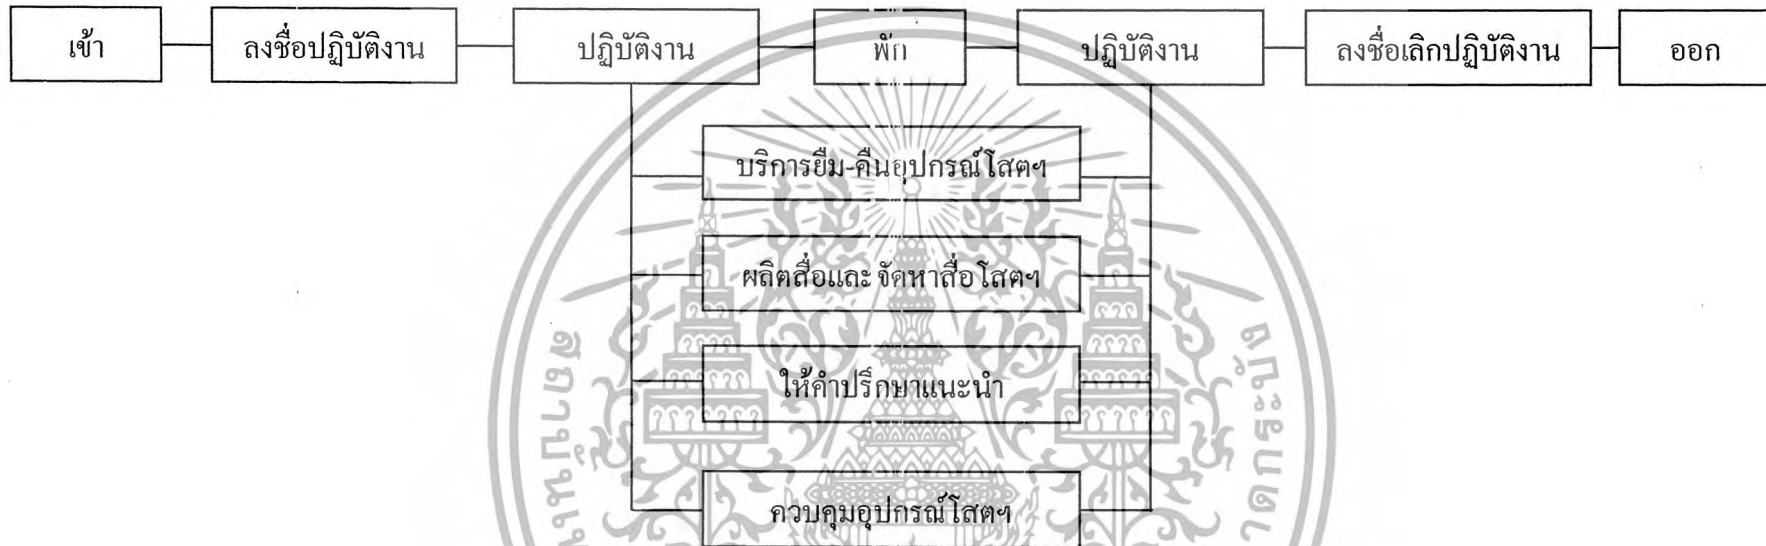 เข้า
ลงชื่อปฏิบัติงาน
ปฏิบัติงาน
พัก
ปฏิบัติงาน
ลงชื่อเลิกปฏิบัติงาน
ออก
บริการยืม-คืนอุปกรณ์โสตฯ
ผลิตสื่อและ จัดหาสื่อโสตฯ
ให้คำปรึกษาแนะนำ
ควบคุมอุปกรณ์โสตฯ